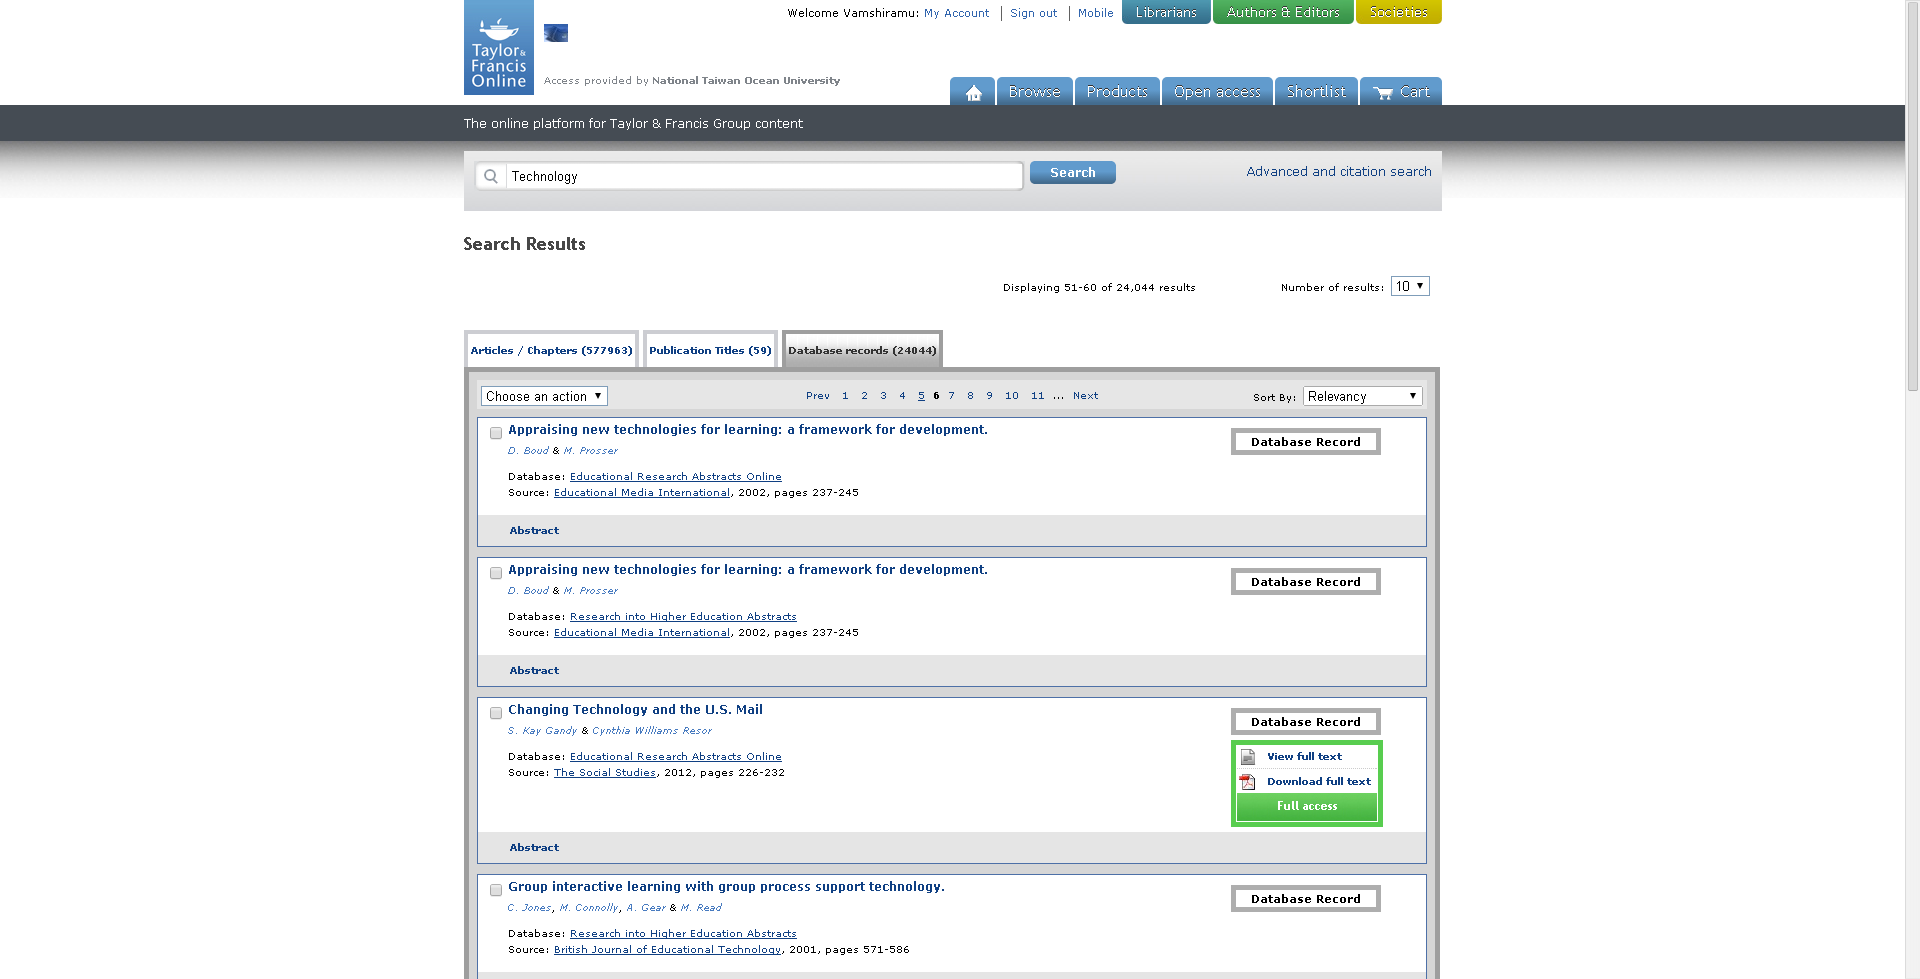 Welcome Vamshiramu: My Account | Sign out | Mobile Librarians Authors & Editors Societies
Taylor & Francis Online
Access provided by National Taiwan Ocean University
Browse Products Open access Shortlist Cart
The online platform for Taylor & Francis Group content
Technology Search Advanced and citation search
Search Results
Displaying 51-60 of 24,044 results Number of results: 10
Articles / Chapters (577963) Publication Titles (59) Database records (24044)
Choose an action Prev 1 2 3 4 5 6 7 8 9 10 11 ... Next Sort By: Relevancy
Appraising new technologies for learning: a framework for development.
Database Record
D. Boud & M. Prosser
Database: Educational Research Abstracts Online
Source: Educational Media International, 2002, pages 237-245
Abstract
Appraising new technologies for learning: a framework for development.
Database Record
D. Boud & M. Prosser
Database: Research into Higher Education Abstracts
Source: Educational Media International, 2002, pages 237-245
Abstract
Changing Technology and the U.S. Mail
Database Record
S. Kay Gandy & Cynthia Williams Resor
Database: Educational Research Abstracts Online
Source: The Social Studies, 2012, pages 226-232
View full text
Download full text
Full access
Abstract
Group interactive learning with group process support technology.
Database Record
C. Jones, M. Connolly, A. Gear & M. Read
Database: Research into Higher Education Abstracts
Source: British Journal of Educational Technology, 2001, pages 571-586